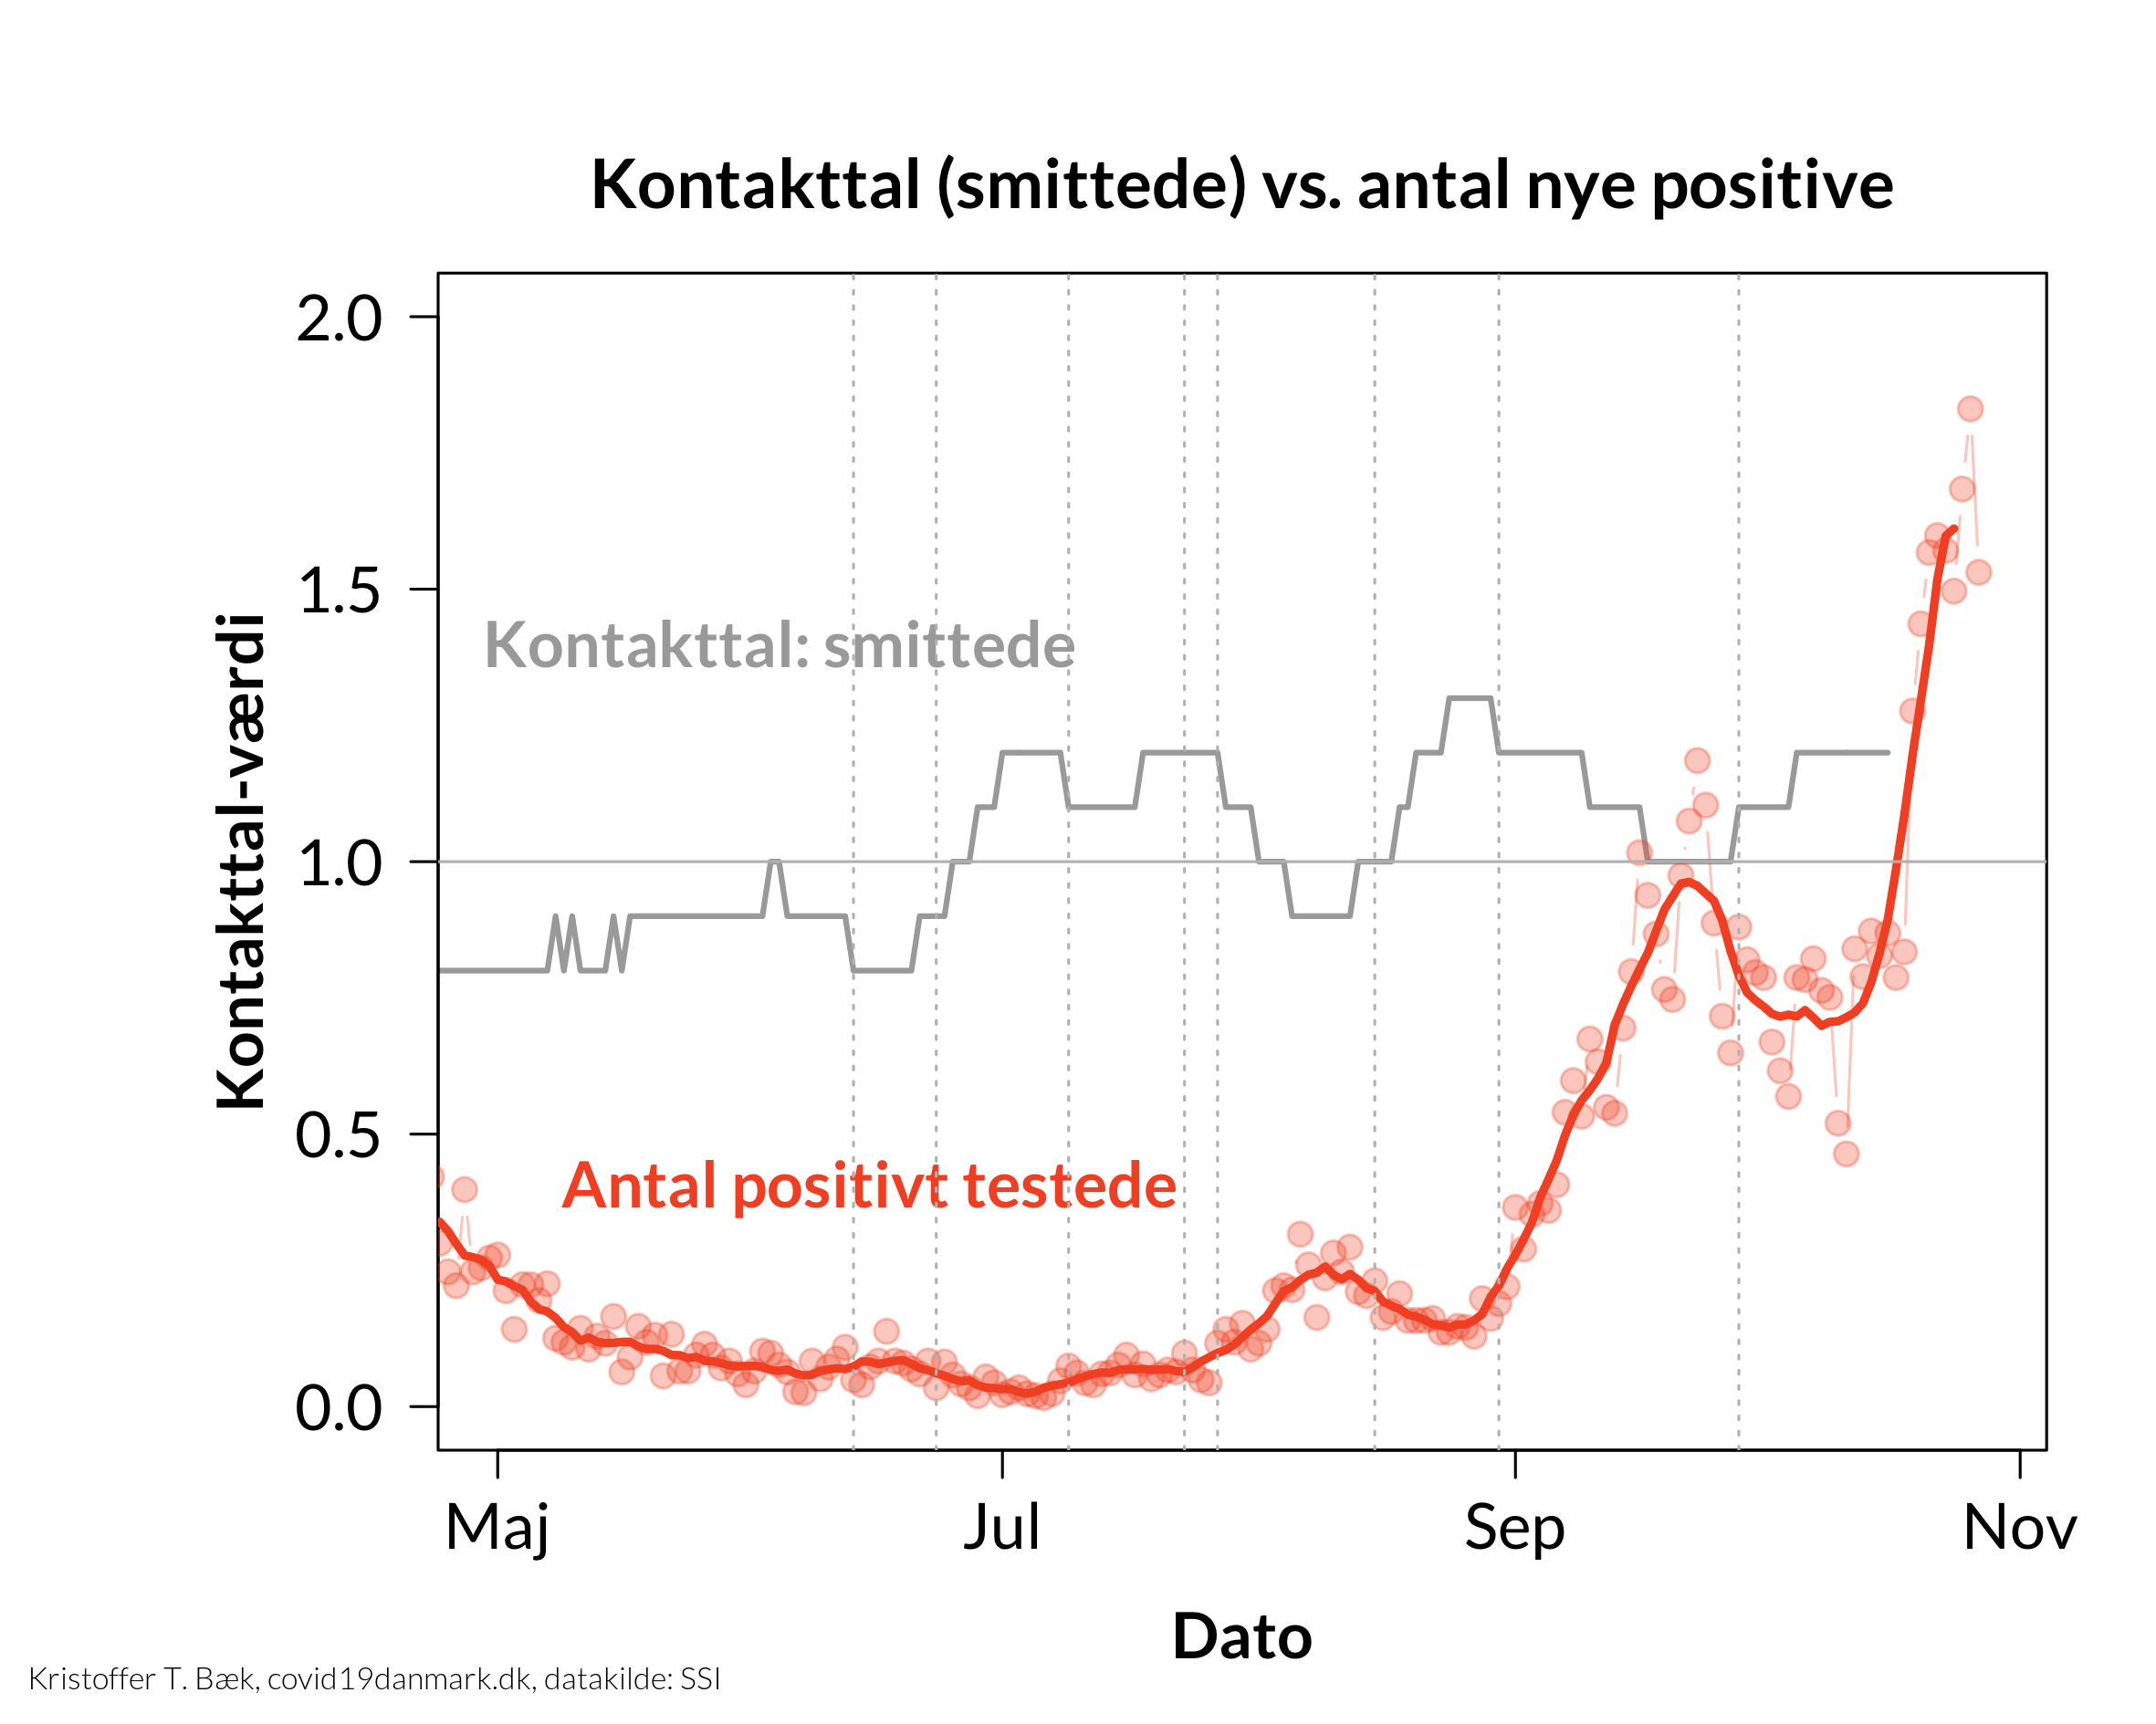 Kontakttal (smittede) vs. antal nye positive
2.0
1.5
1.0
0.5
0.0
Kontakttal-værdi
Kontakttal: smittede
Antal positivt testede
Maj
Jul
Sep
Nov
Dato
Kristoffer T. Bæk, covid19danmark.dk, datakilde: SSI